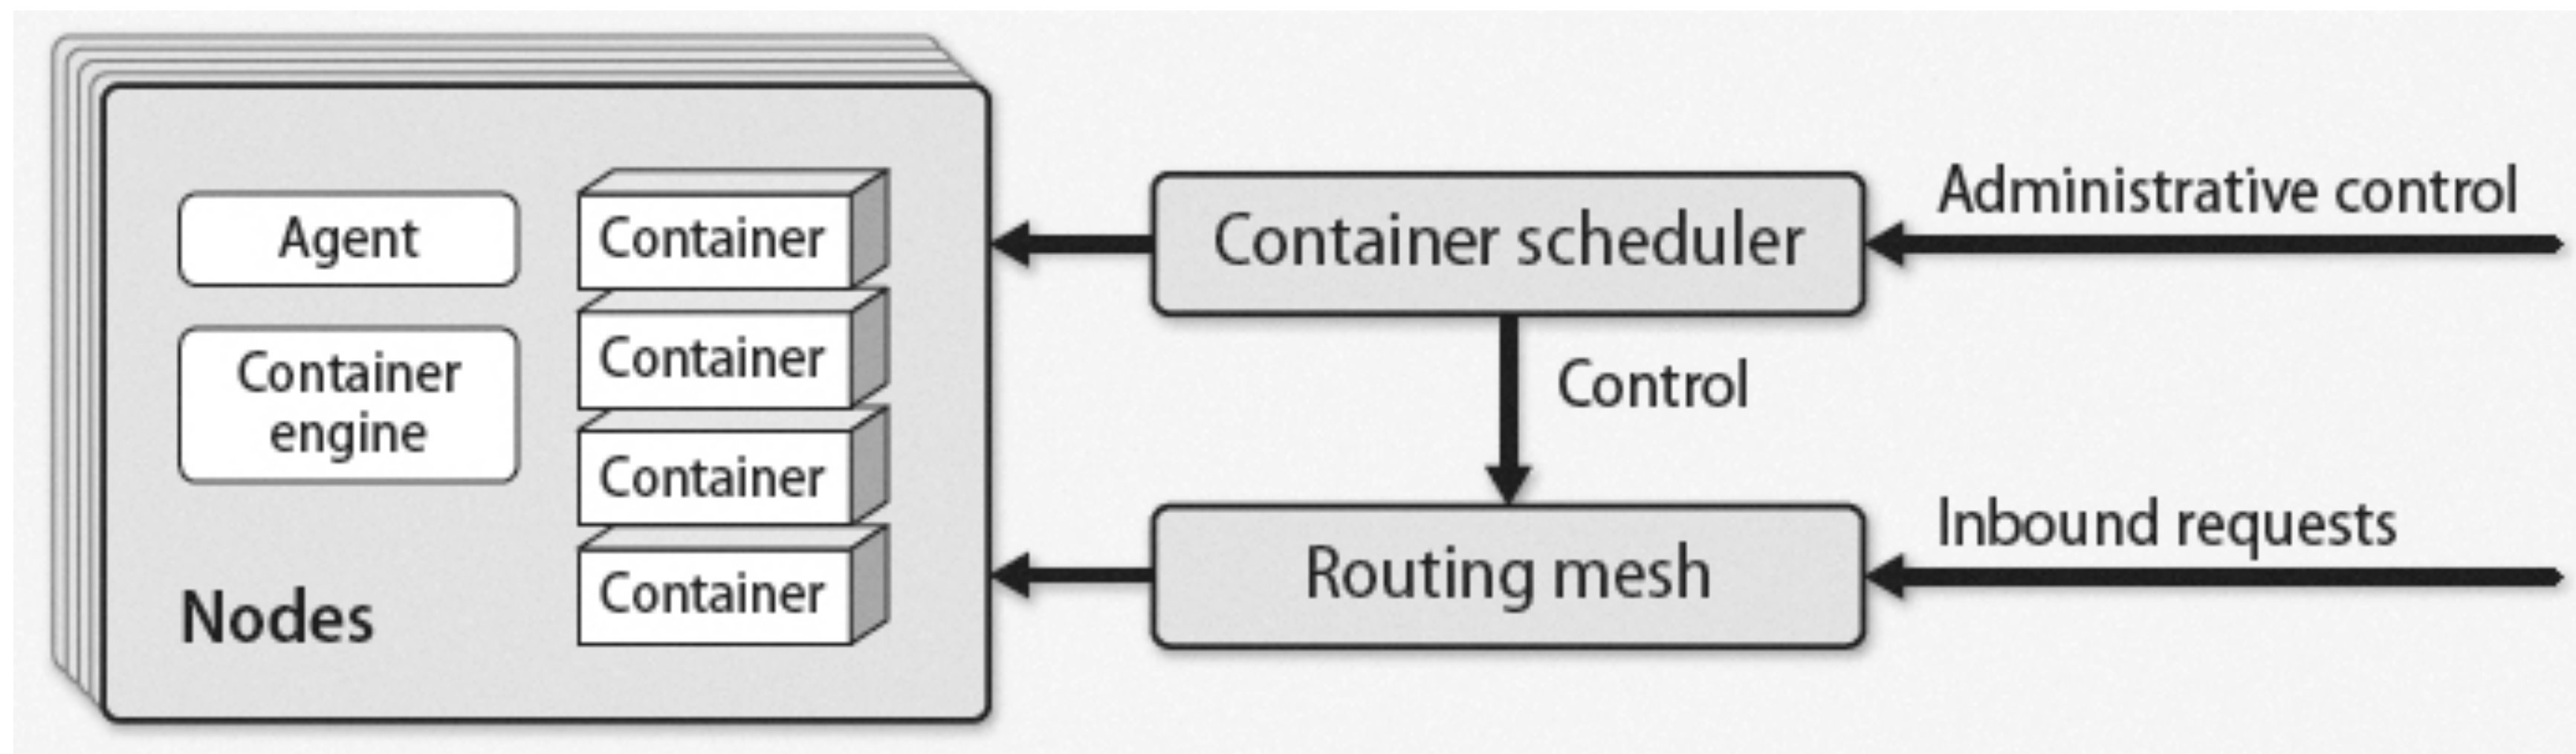 Agent
Container
engine
Nodes
Container
Container
Container
Container
Container scheduler
Administrative control
Control
Routing mesh
Inbound requests